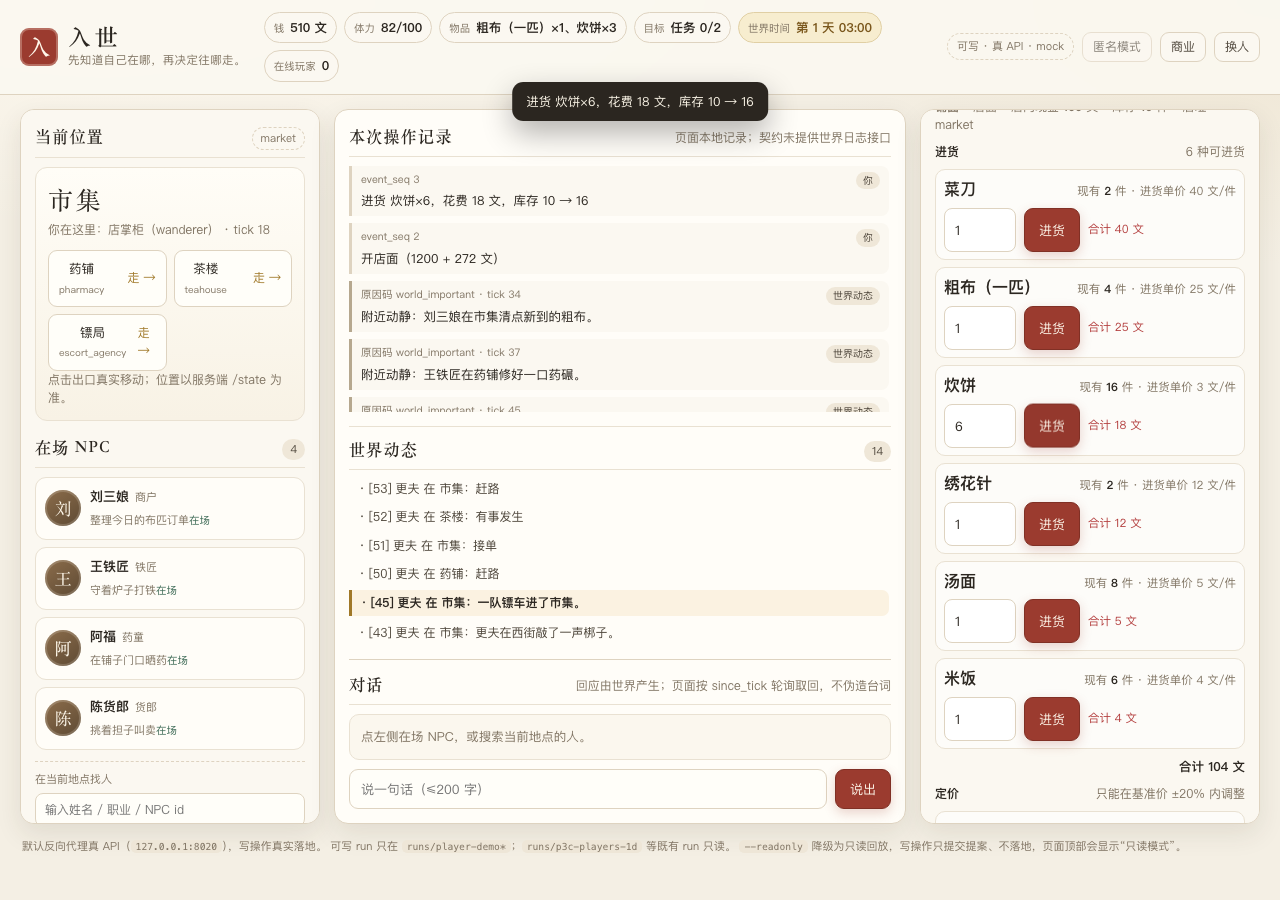 入
入世
先知道自己在哪，再决定往哪走。
钱 510 文
体力 82/100
物品 粗布（一匹）×1、炊饼×3
目标 任务 0/2
世界时间 第 1 天 03:00
在线玩家 0
可写 · 真 API · mock
匿名模式
商业
换人
进货 炊饼×6，花费 18 文，库存 10 → 16
当前位置
market
市集
你在这里：店掌柜（wanderer） · tick 18
药铺
pharmacy
走 →
茶楼
teahouse
走 →
镖局
escort_agency
走 →
点击出口真实移动；位置以服务端 /state 为
准。
在场 NPC
4
刘
刘三娘 商户
整理今日的布匹订单在场
王
王铁匠 铁匠
守着炉子打铁在场
阿
阿福 药童
在铺子门口晒药在场
陈
陈货郎 货郎
挑着担子叫卖在场
在当前地点找人
输入姓名 / 职业 / NPC id
本次操作记录
页面本地记录；契约未提供世界日志接口
event_seq 3
你
进货 炊饼×6，花费 18 文，库存 10 → 16
event_seq 2
你
开店面（1200 + 272 文）
原因码 world_important · tick 34
世界动态
附近动静：刘三娘在市集清点新到的粗布。
原因码 world_important · tick 37
世界动态
附近动静：王铁匠在药铺修好一口药碾。
原因码 world_important · tick 45
世界动态
世界动态
14
· [53] 更夫 在 市集：赶路
· [52] 更夫 在 茶楼：有事发生
· [51] 更夫 在 市集：接单
· [50] 更夫 在 药铺：赶路
· [45] 更夫 在 市集：一队镖车进了市集。
· [43] 更夫 在 市集：更夫在西街敲了一声梆子。
对话
回应由世界产生；页面按 since_tick 轮询取回，不伪造台词
点左侧在场 NPC，或搜索当前地点的人。
说一句话（≤200 字）
说出
market
进货
6 种可进货
菜刀
现有 2 件 · 进货单价 40 文/件
1
进货
合计 40 文
粗布（一匹）
现有 4 件 · 进货单价 25 文/件
1
进货
合计 25 文
炊饼
现有 16 件 · 进货单价 3 文/件
6
进货
合计 18 文
绣花针
现有 2 件 · 进货单价 12 文/件
1
进货
合计 12 文
汤面
现有 8 件 · 进货单价 5 文/件
1
进货
合计 5 文
米饭
现有 6 件 · 进货单价 4 文/件
1
进货
合计 4 文
合计 104 文
定价
只能在基准价 ±20% 内调整
默认反向代理真 API（ 127.0.0.1:8020 ），写操作真实落地。 可写 run 只在 runs/player-demo* ； runs/p3c-players-1d 等既有 run 只读。 --readonly 降级为只读回放，写操作只提交提案、不落地，页面顶部会显示“只读模式”。